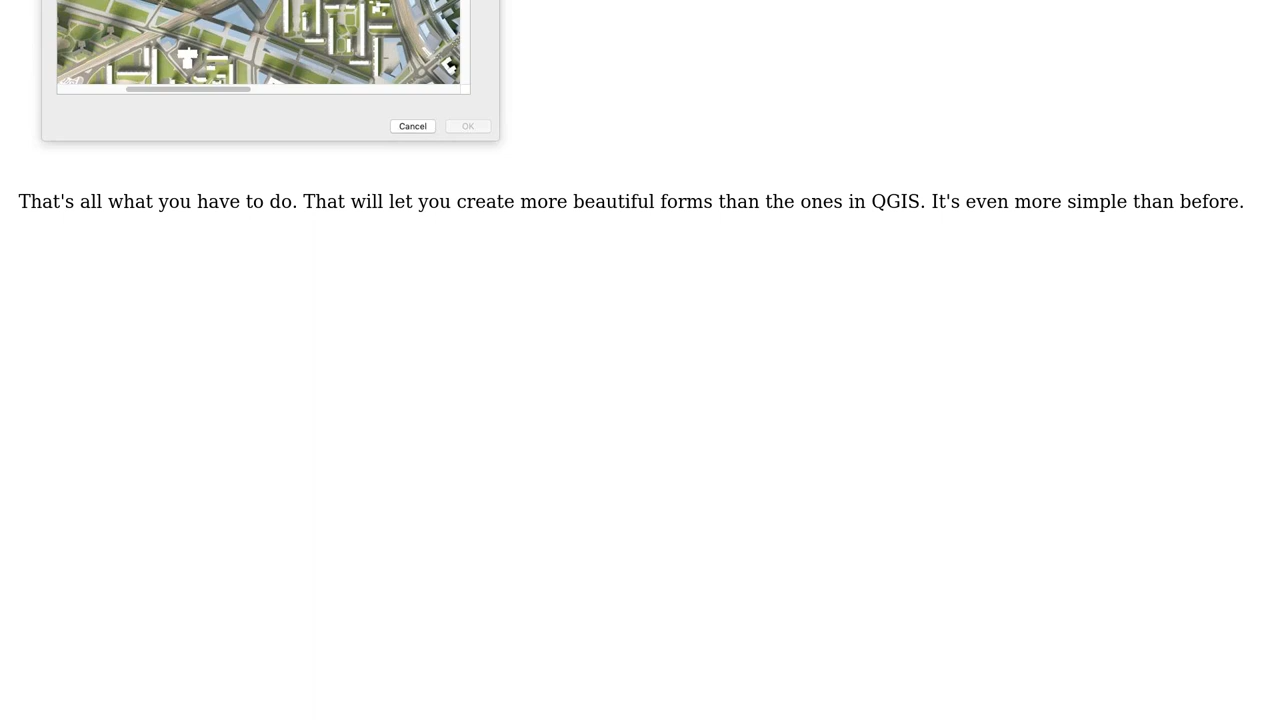 Cancel OK
That's all what you have to do. That will let you create more beautiful forms than the ones in QGIS. It's even more simple than before.